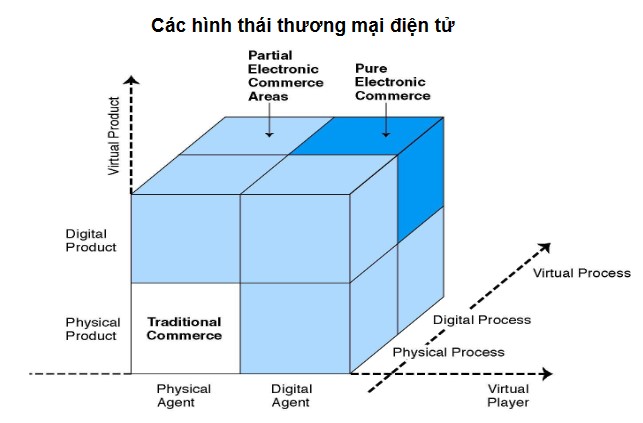 Các hình thái thương mại điện tử
Partial
Electronic
Commerce
Areas
Pure
Electronic
Commerce
Virtual Product
Digital
Product
Physical
Product
Traditional
Commerce
Virtual Process
Digital Process
Physical Process
Physical
Agent
Digital
Agent
Virtual
Player